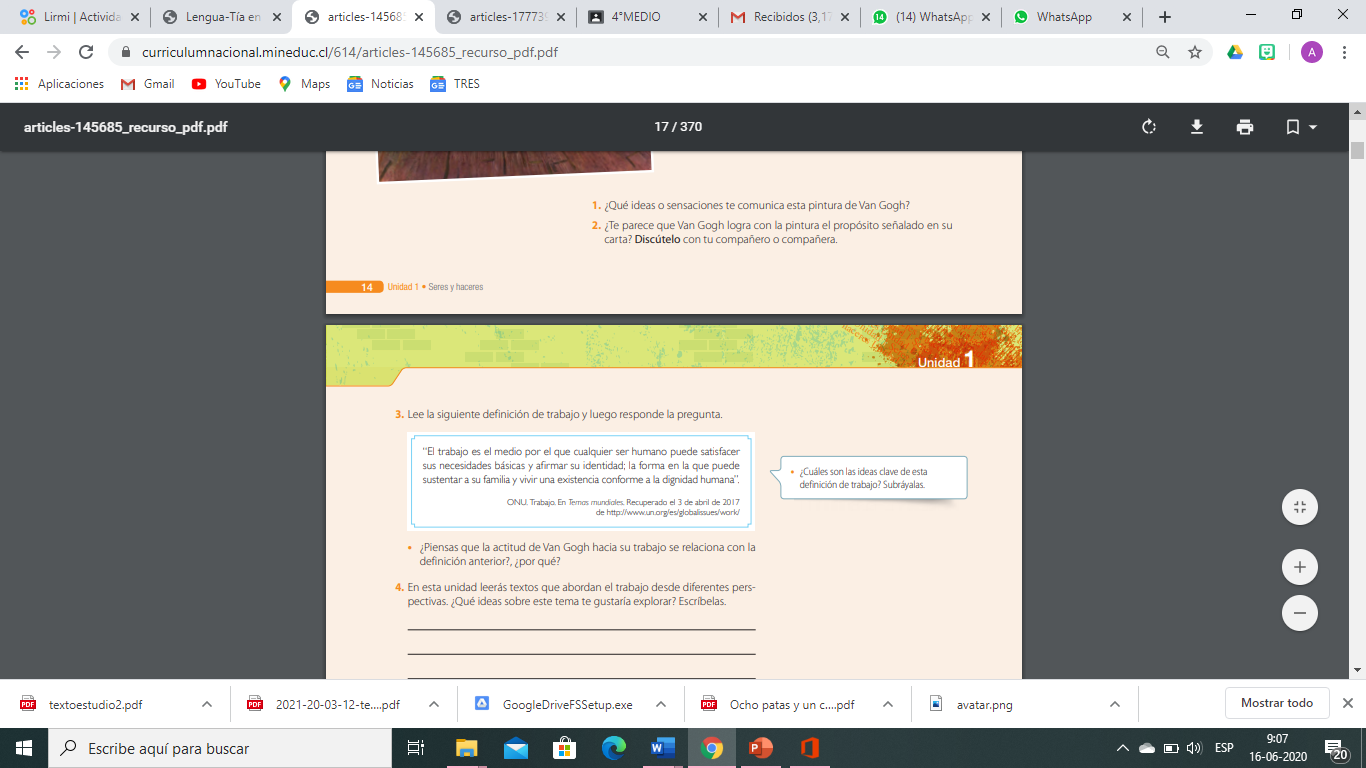 Lirmi | Activida
Lengua-Tía en
articles-14568
articles-17773
4°MEDIO
Recibidos (3,17
(14) WhatsApp
WhatsApp
curriculumnacional.mineduc.cl/614/articles-145685_recurso_pdf.pdf
A
Aplicaciones
Gmail
YouTube
Maps
Noticias
TRES
articles-145685_recurso_pdf.pdf
17 / 370
1. ¿Qué ideas o sensaciones te comunica esta pintura de Van Gogh?
2. ¿Te parece que Van Gogh logra con la pintura el propósito señalado en su
carta? Discútelo con tu compañero o compañera.
14 Unidad 1 • Seres y haceres
Unidad 1
3. Lee la siguiente definición de trabajo y luego responde la pregunta.
"El trabajo es el medio por el que cualquier ser humano puede satisfacer
sus necesidades básicas y afirmar su identidad; la forma en la que puede
sustentar a su familia y vivir una existencia conforme a la dignidad humana".
ONU. Trabajo. En Temas mundiales. Recuperado el 3 de abril de 2017
de http://www.un.org/es/globalissues/work/
• ¿Cuáles son las ideas clave de esta
definición de trabajo? Subráyalas.
• ¿Piensas que la actitud de Van Gogh hacia su trabajo se relaciona con la
definición anterior?, ¿por qué?
4. En esta unidad leerás textos que abordan el trabajo desde diferentes pers-
pectivas. ¿Qué ideas sobre este tema te gustaría explorar? Escríbelas.
textoestudio2.pdf
2021-20-03-12-te....pdf
GoogleDriveFSSetup.exe
Ocho patas y un c....pdf
avatar.png
Mostrar todo
Escribe aquí para buscar
ESP
9:07
16-06-2020
20